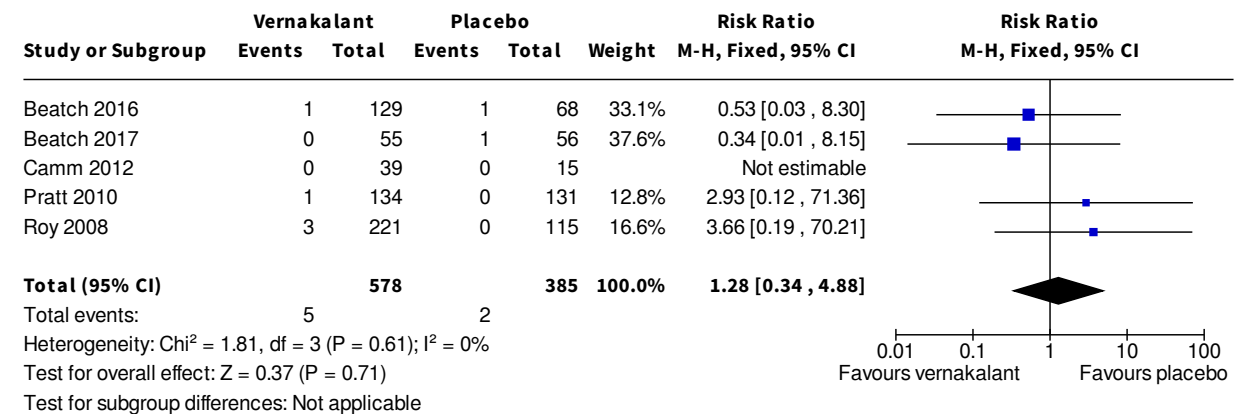 Vernakalant Placebo Risk Ratio Risk Ratio
Study or Subgroup Events Total Events Total Weight M-H, Fixed, 95% CI M-H, Fixed, 95% CI
Beatch 2016 1 129 1 68 33.1% 0.53 [0.03 , 8.30]
Beatch 2017 0 55 1 56 37.6% 0.34 [0.01 , 8.15]
Camm 2012 0 39 0 15 Not estimable
Pratt 2010 1 134 0 131 12.8% 2.93 [0.12 , 71.36]
Roy 2008 3 221 0 115 16.6% 3.66 [0.19 , 70.21]
Total (95% CI) 578 385 100.0% 1.28 [0.34 , 4.88]
Total events: 5 2
Heterogeneity: Chi² = 1.81, df = 3 (P = 0.61); I² = 0%
Test for overall effect: Z = 0.37 (P = 0.71)
Test for subgroup differences: Not applicable
0.01 0.1 1 10 100
Favours vernakalant Favours placebo